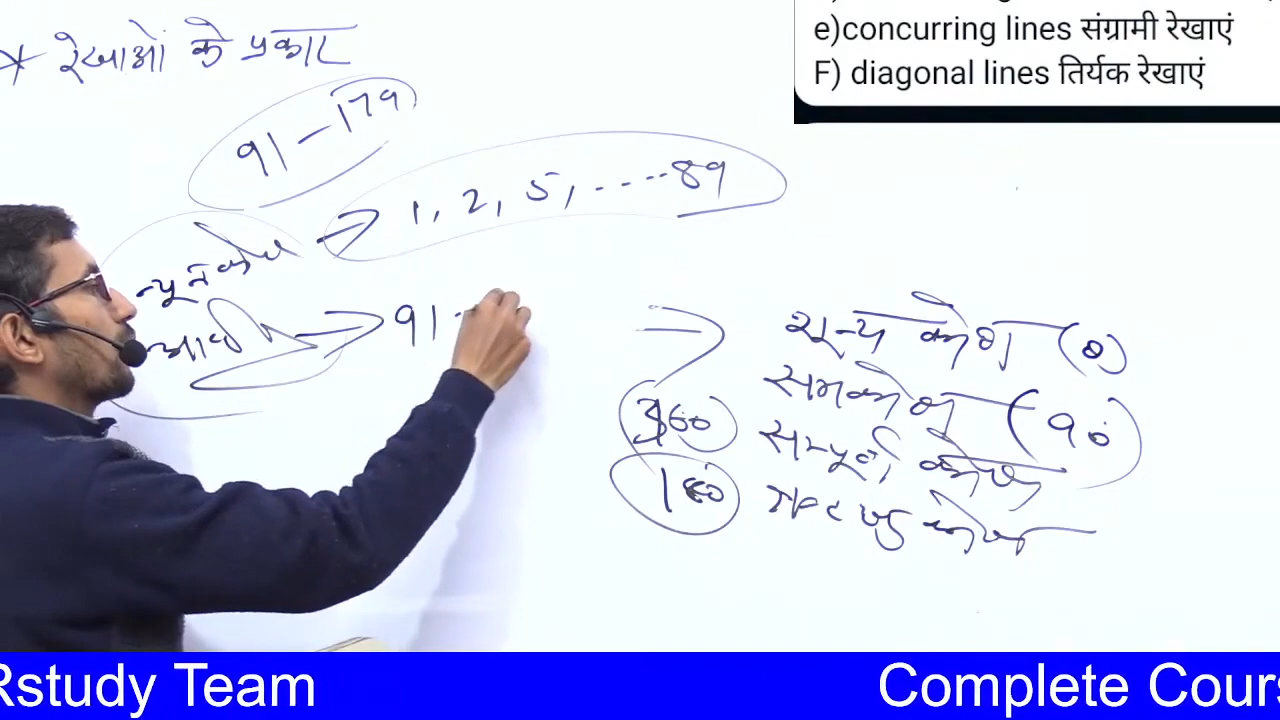 * रेखाओं के प्रकार
e)concurring lines संग्रामी रेखाएं
F) diagonal lines तिर्यक रेखाएं
91-179
न्यूनकोण → 1, 2, 5, ....89
→ 91-
शून्य कोण (0)
समकोण (90
360 सम्पूर्ण कोण
180 कोण
Rstudy Team
Complete Cours